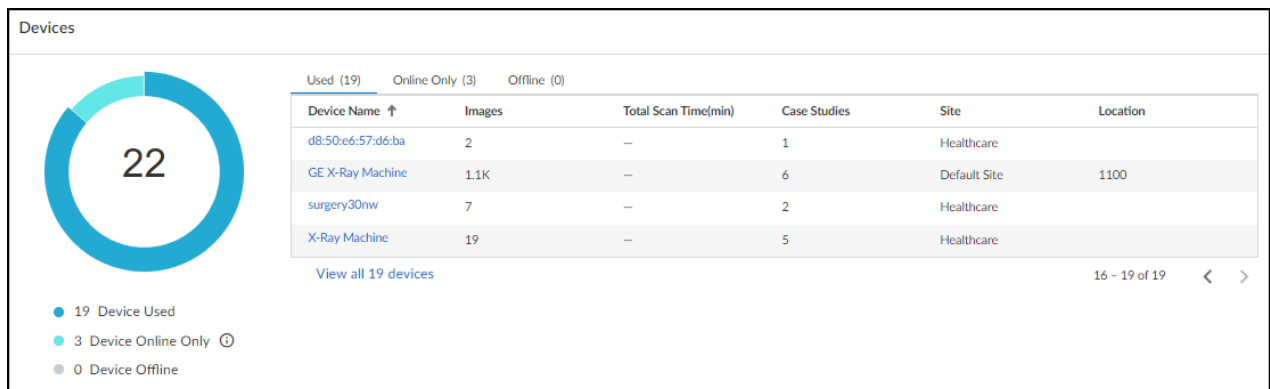 Devices
Used (19) Online Only (3) Offline (0)
Device Name ↑ Images Total Scan Time(min) Case Studies Site Location
d8:50:e6:57:d6:ba 2 — 1 Healthcare
GE X-Ray Machine 1.1K — 6 Default Site 1100
surgery30nw 7 — 2 Healthcare
X-Ray Machine 19 — 5 Healthcare
View all 19 devices 16 – 19 of 19 < >
22
19 Device Used
3 Device Online Only
0 Device Offline